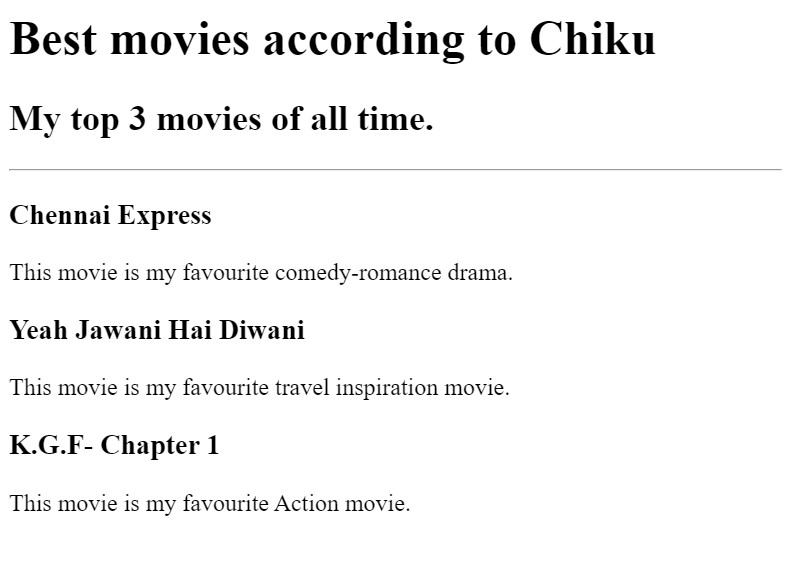 Best movies according to Chiku
My top 3 movies of all time.
Chennai Express
This movie is my favourite comedy-romance drama.
Yeah Jawani Hai Diwani
This movie is my favourite travel inspiration movie.
K.G.F- Chapter 1
This movie is my favourite Action movie.